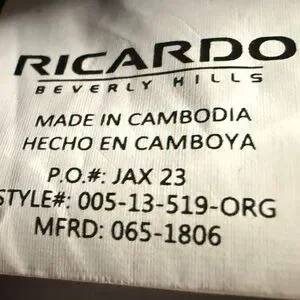 RICARDO
BEVERLY HILLS
MADE IN CAMBODIA
HECHO EN CAMBOYA
P.O.#: JAX 23
STYLE#: 005-13-519-ORG
MFRD: 065-1806